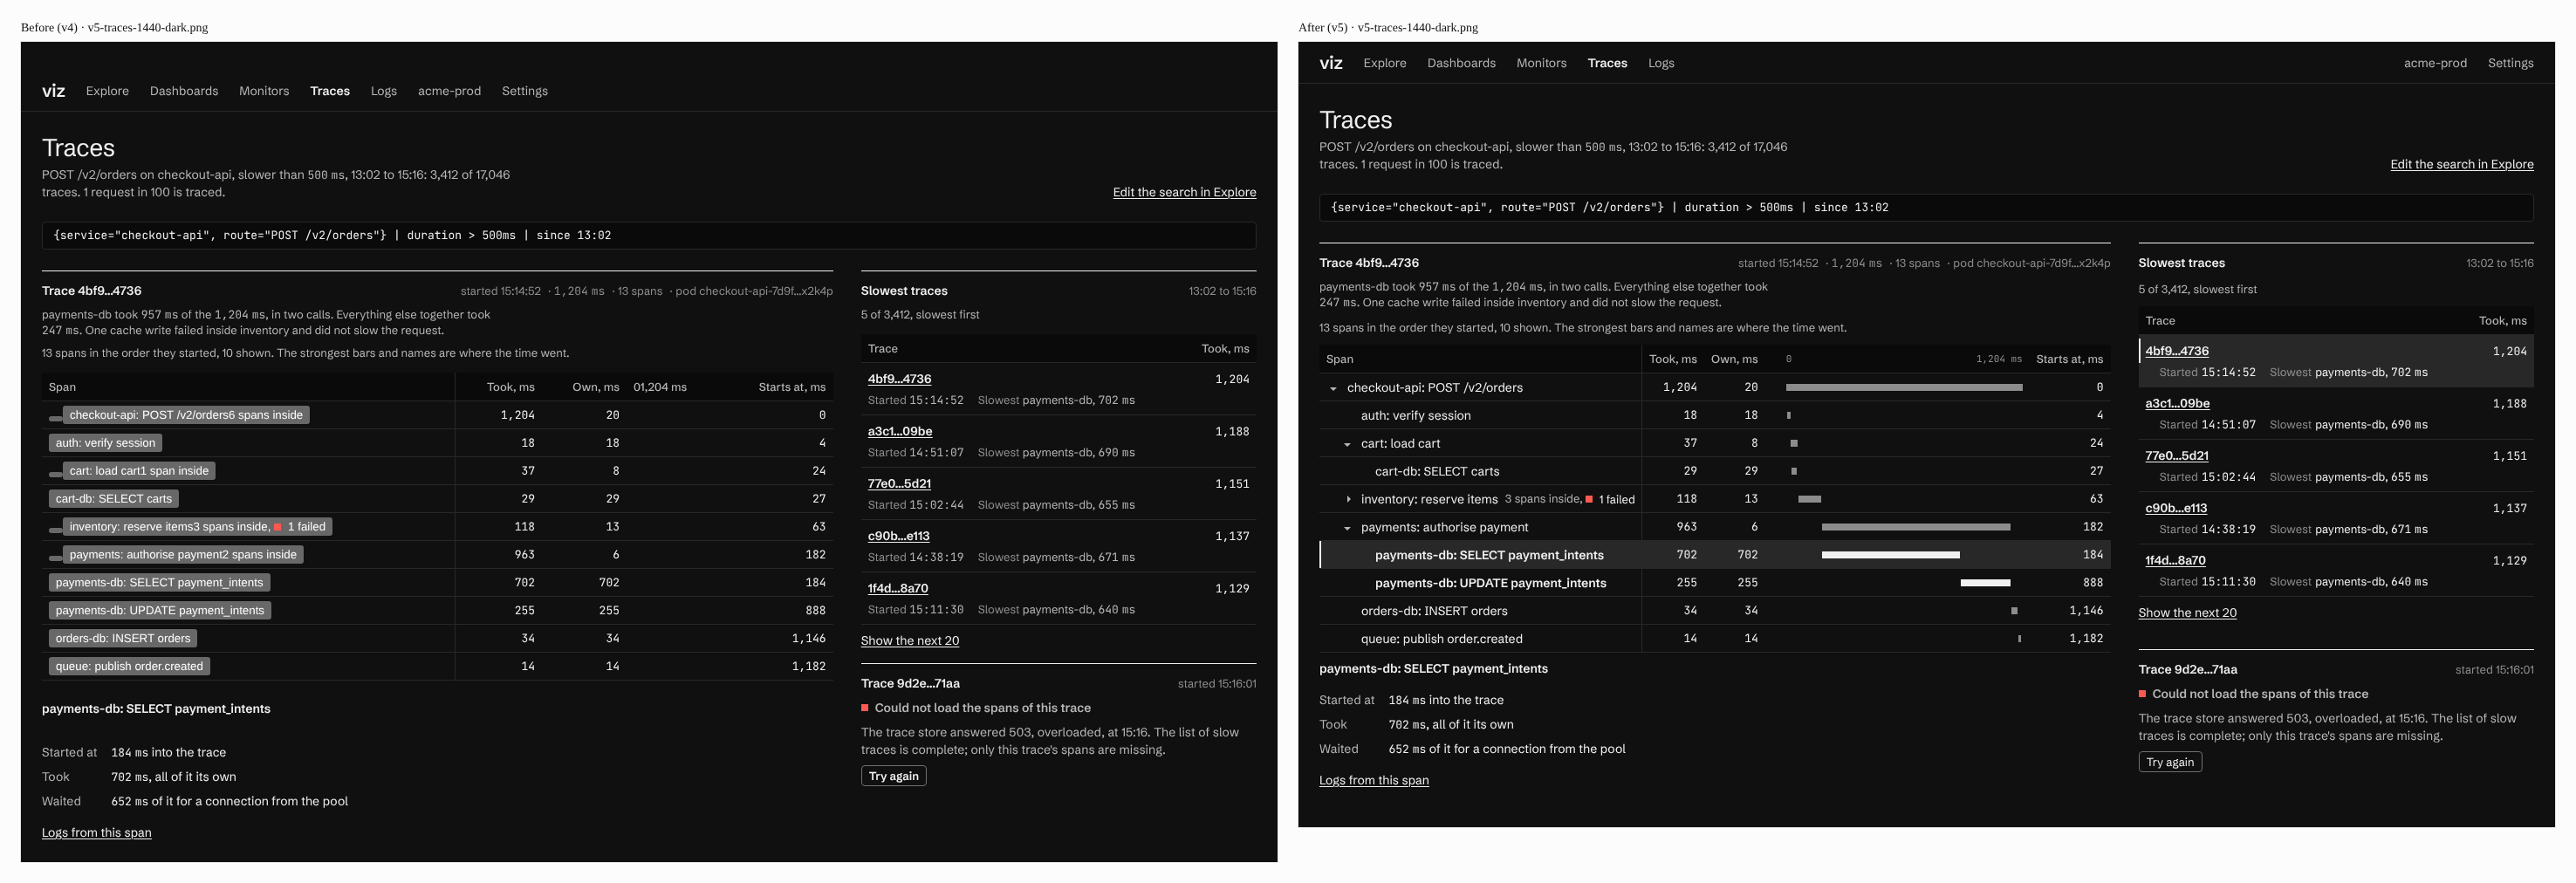 Before (v4) · v5-traces-1440-dark.png
viz Explore Dashboards Monitors Traces Logs acme-prod Settings
Traces
POST /v2/orders on checkout-api, slower than 500 ms, 13:02 to 15:16: 3,412 of 17,046
traces. 1 request in 100 is traced.
Edit the search in Explore
{service="checkout-api", route="POST /v2/orders"} | duration > 500ms | since 13:02
Trace 4bf9...4736 started 15:14:52 · 1,204 ms · 13 spans · pod checkout-api-7d9f...x2k4p
payments-db took 957 ms of the 1,204 ms, in two calls. Everything else together took
247 ms. One cache write failed inside inventory and did not slow the request.
13 spans in the order they started, 10 shown. The strongest bars and names are where the time went.
Span Took, ms Own, ms 01,204 ms Starts at, ms
checkout-api: POST /v2/orders6 spans inside 1,204 20 0
auth: verify session 18 18 4
cart: load cart1 span inside 37 8 24
cart-db: SELECT carts 29 29 27
inventory: reserve items3 spans inside, 1 failed 118 13 63
payments: authorise payment2 spans inside 963 6 182
payments-db: SELECT payment_intents 702 702 184
payments-db: UPDATE payment_intents 255 255 888
orders-db: INSERT orders 34 34 1,146
queue: publish order.created 14 14 1,182
payments-db: SELECT payment_intents
Started at 184 ms into the trace
Took 702 ms, all of it its own
Waited 652 ms of it for a connection from the pool
Logs from this span
Slowest traces 13:02 to 15:16
5 of 3,412, slowest first
Trace Took, ms
4bf9...4736 1,204
Started 15:14:52 Slowest payments-db, 702 ms
a3c1...09be 1,188
Started 14:51:07 Slowest payments-db, 690 ms
77e0...5d21 1,151
Started 15:02:44 Slowest payments-db, 655 ms
c90b...e113 1,137
Started 14:38:19 Slowest payments-db, 671 ms
1f4d...8a70 1,129
Started 15:11:30 Slowest payments-db, 640 ms
Show the next 20
Trace 9d2e...71aa started 15:16:01
Could not load the spans of this trace
The trace store answered 503, overloaded, at 15:16. The list of slow
traces is complete; only this trace's spans are missing.
Try again
After (v5) · v5-traces-1440-dark.png
viz Explore Dashboards Monitors Traces Logs acme-prod Settings
Traces
POST /v2/orders on checkout-api, slower than 500 ms, 13:02 to 15:16: 3,412 of 17,046
traces. 1 request in 100 is traced.
Edit the search in Explore
{service="checkout-api", route="POST /v2/orders"} | duration > 500ms | since 13:02
Trace 4bf9...4736 started 15:14:52 · 1,204 ms · 13 spans · pod checkout-api-7d9f...x2k4p
payments-db took 957 ms of the 1,204 ms, in two calls. Everything else together took
247 ms. One cache write failed inside inventory and did not slow the request.
13 spans in the order they started, 10 shown. The strongest bars and names are where the time went.
Span Took, ms Own, ms 0 1,204 ms Starts at, ms
checkout-api: POST /v2/orders 1,204 20 0
auth: verify session 18 18 4
cart: load cart 37 8 24
cart-db: SELECT carts 29 29 27
inventory: reserve items 3 spans inside, 1 failed 118 13 63
payments: authorise payment 963 6 182
payments-db: SELECT payment_intents 702 702 184
payments-db: UPDATE payment_intents 255 255 888
orders-db: INSERT orders 34 34 1,146
queue: publish order.created 14 14 1,182
payments-db: SELECT payment_intents
Started at 184 ms into the trace
Took 702 ms, all of it its own
Waited 652 ms of it for a connection from the pool
Logs from this span
Slowest traces 13:02 to 15:16
5 of 3,412, slowest first
Trace Took, ms
4bf9...4736 1,204
Started 15:14:52 Slowest payments-db, 702 ms
a3c1...09be 1,188
Started 14:51:07 Slowest payments-db, 690 ms
77e0...5d21 1,151
Started 15:02:44 Slowest payments-db, 655 ms
c90b...e113 1,137
Started 14:38:19 Slowest payments-db, 671 ms
1f4d...8a70 1,129
Started 15:11:30 Slowest payments-db, 640 ms
Show the next 20
Trace 9d2e...71aa started 15:16:01
Could not load the spans of this trace
The trace store answered 503, overloaded, at 15:16. The list of slow
traces is complete; only this trace's spans are missing.
Try again